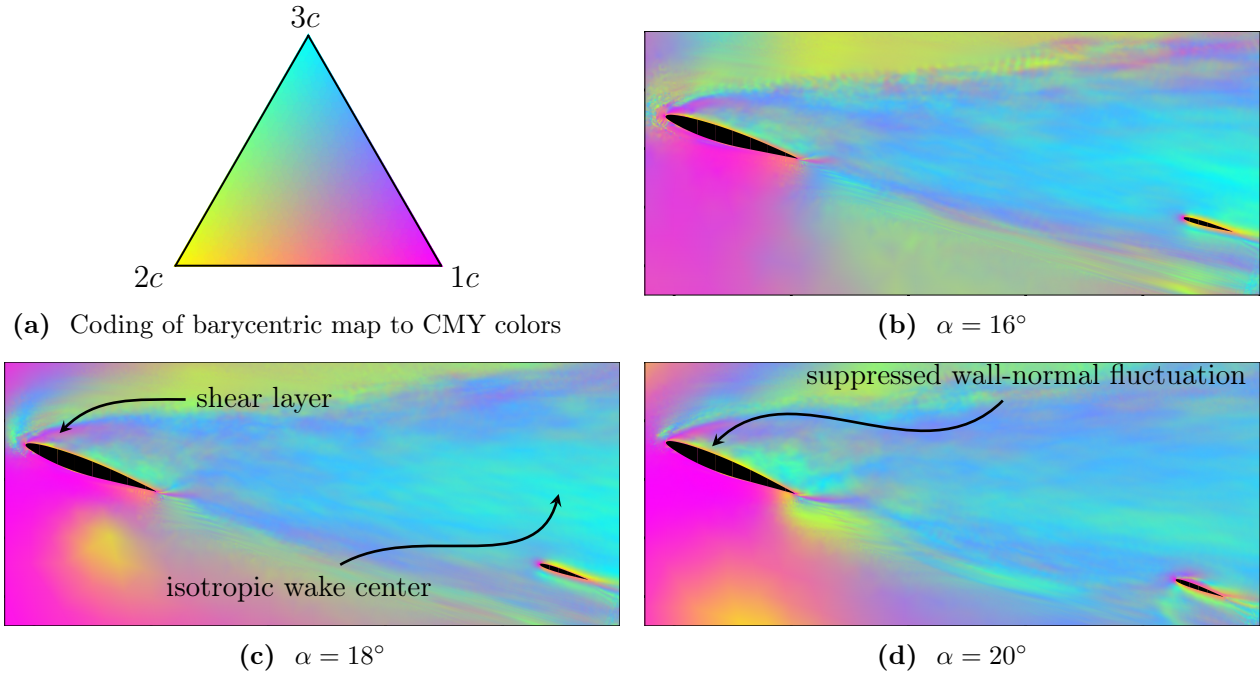 3c
2c
1c
(a) Coding of barycentric map to CMY colors
(b) α = 16°
shear layer
isotropic wake center
(c) α = 18°
suppressed wall-normal fluctuation
(d) α = 20°